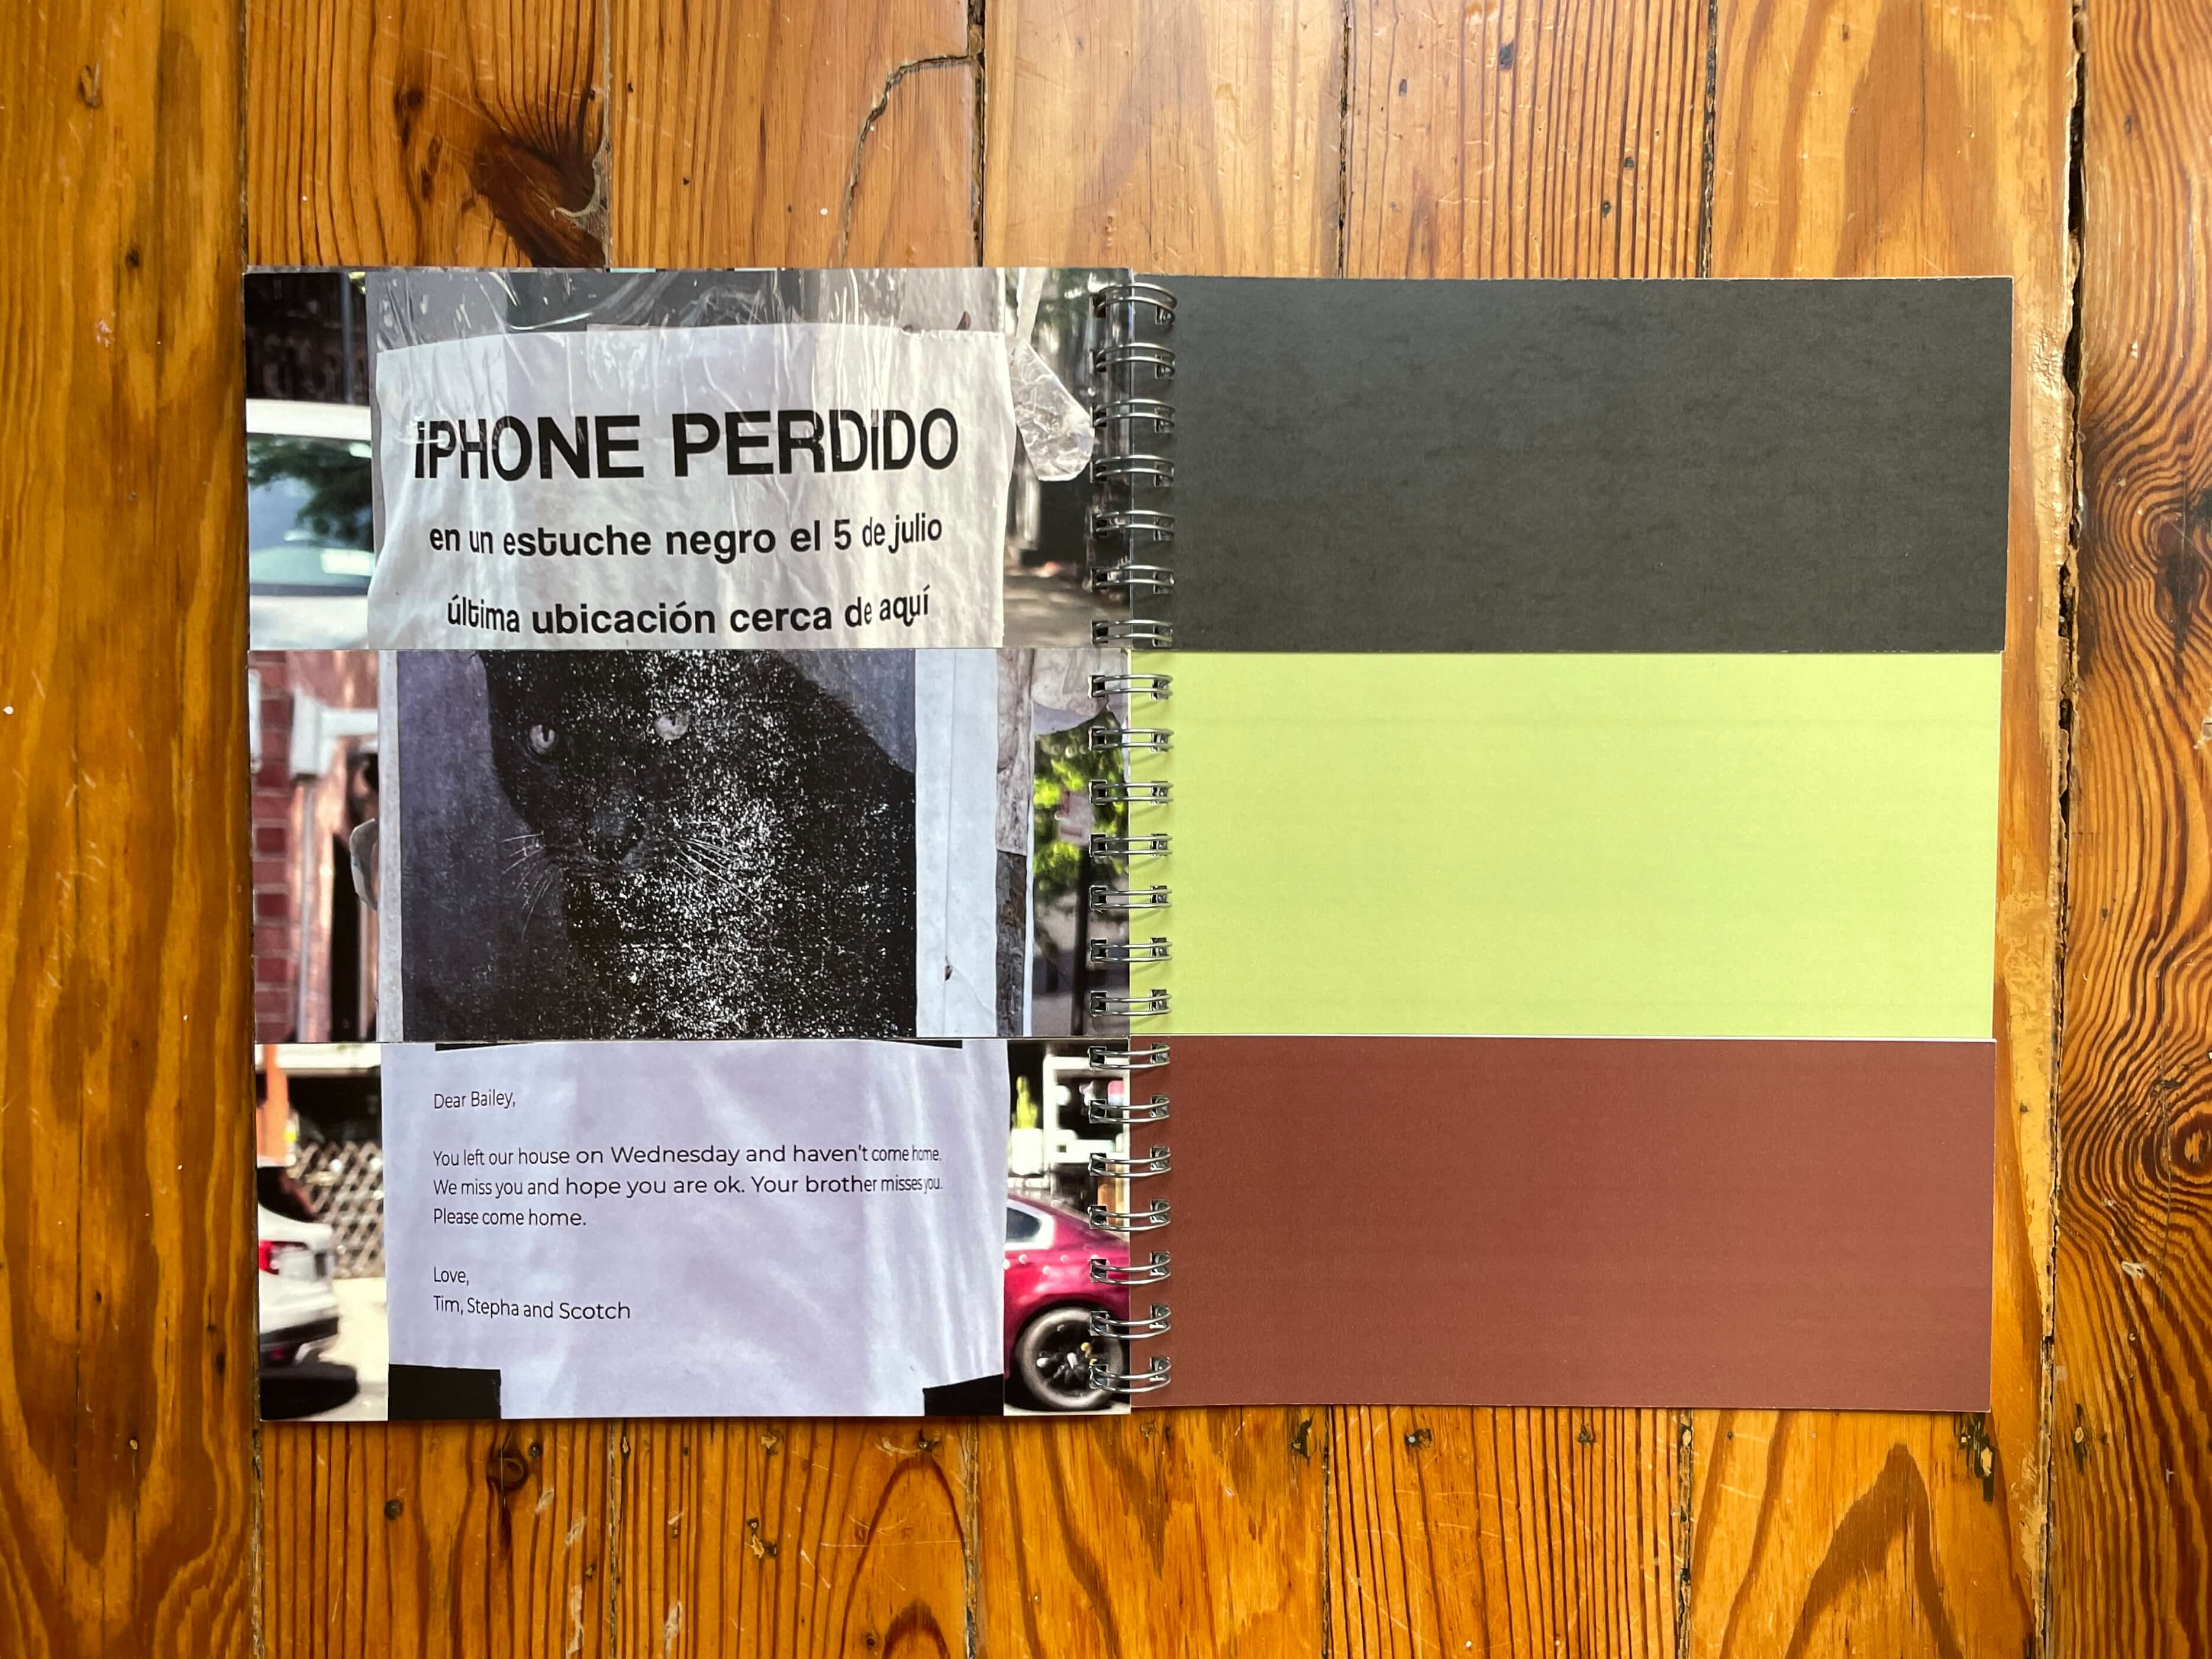 iPHONE PERDiDO
en un estuche negro el 5 de julio
última ubicación cerca de aquí
Dear Bailey,
You left our house on Wednesday and haven't come home.
We miss you and hope you are ok. Your brother misses you.
Please come home.
Love,
Tim, Stepha and Scotch